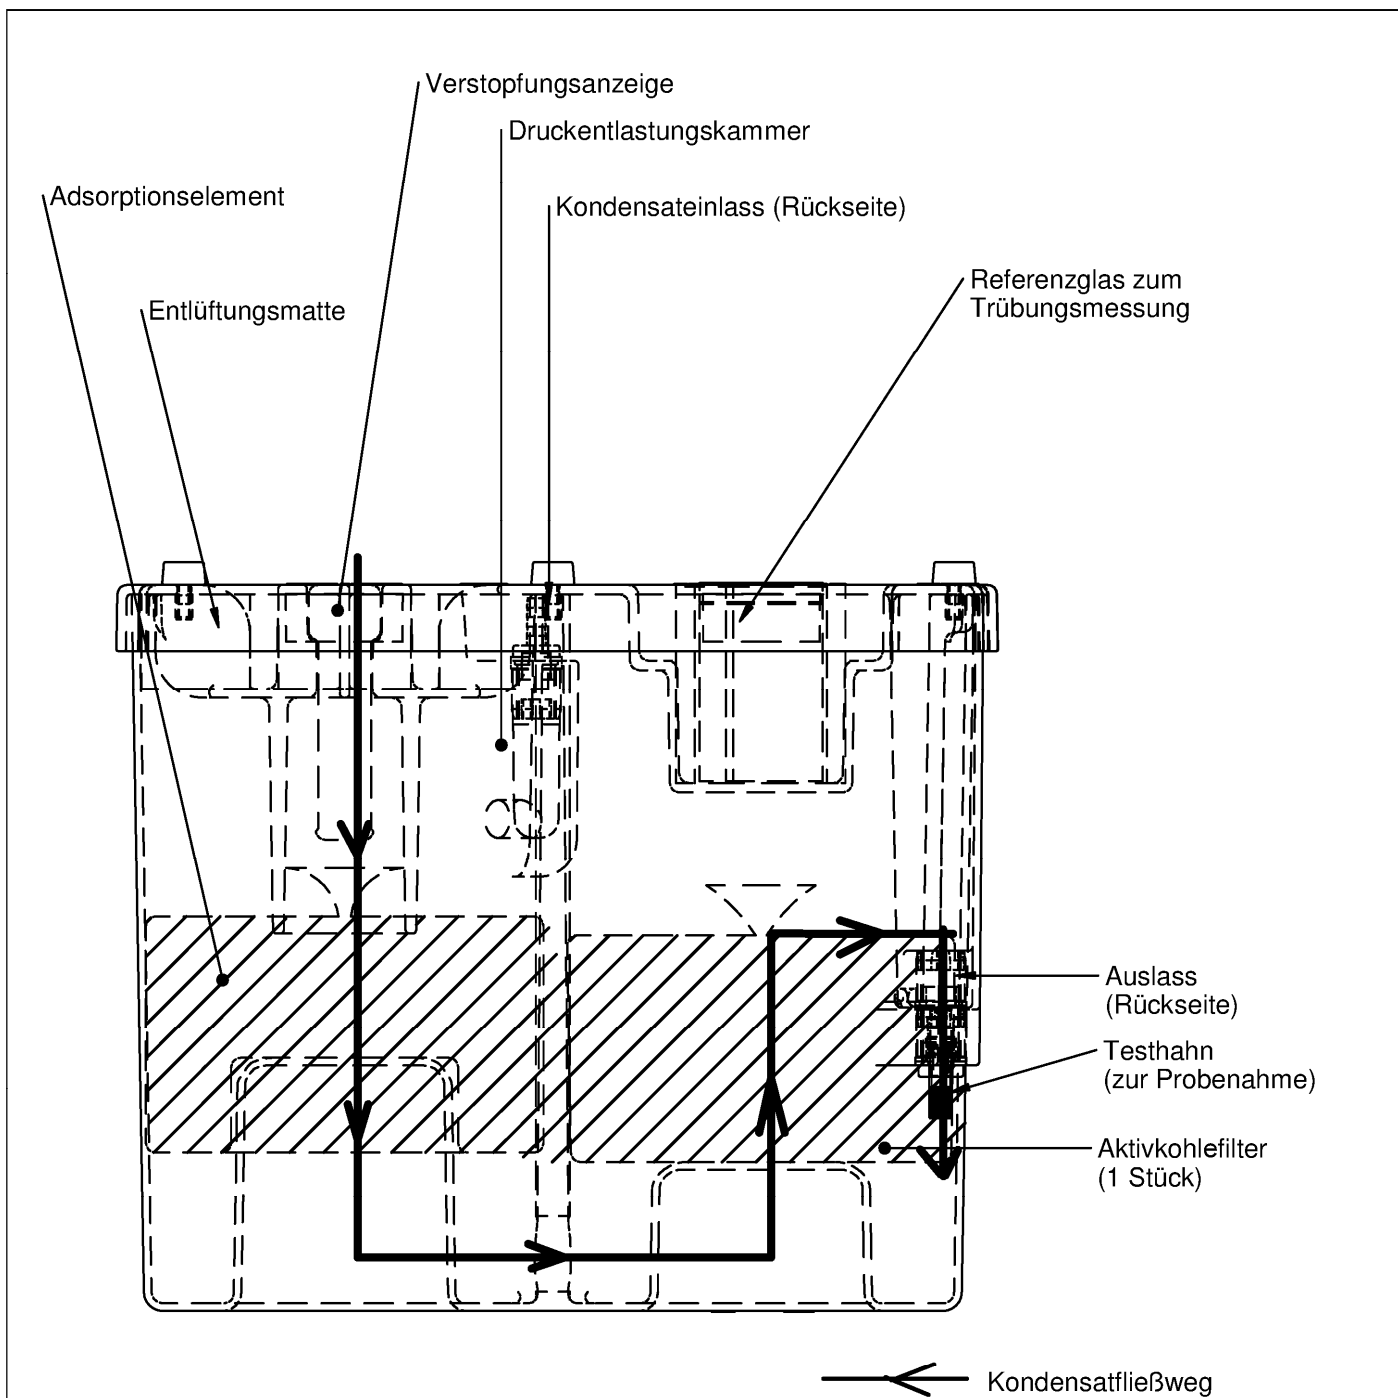 Verstopfungsanzeige
Druckentlastungskammer
Adsorptionselement
Kondensateinlass (Rückseite)
Referenzglas zum
Trübungsmessung
Entlüftungsmatte
Auslass
(Rückseite)
Testhahn
(zur Probenahme)
Aktivkohlefilter
(1 Stück)
Kondensatfließweg